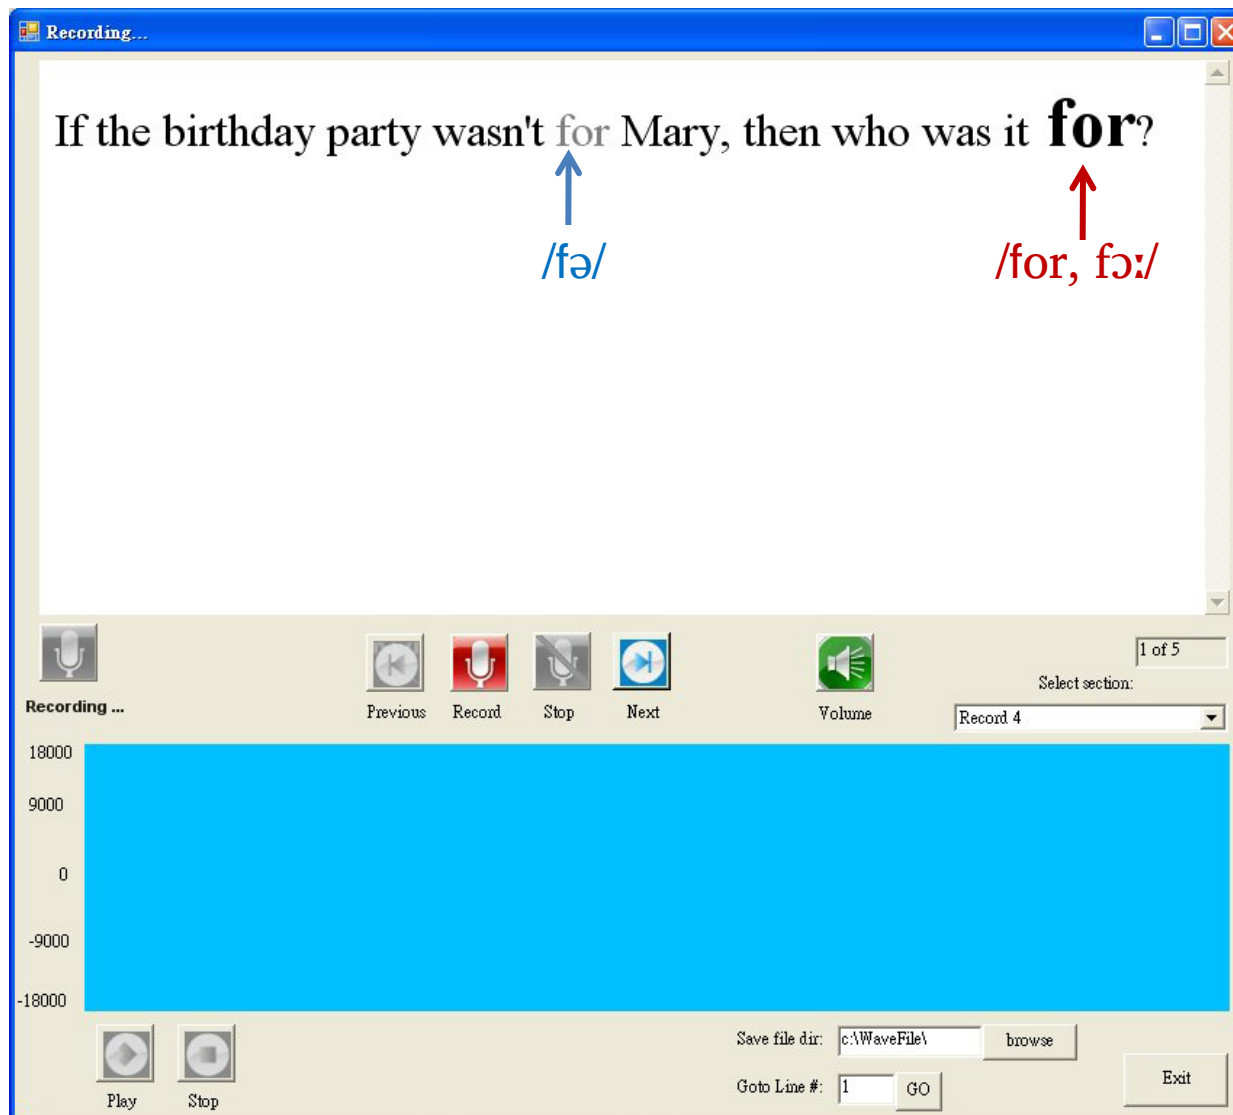 Recording...
If the birthday party wasn't for Mary, then who was it for?
/fə/
/for, fɔː/
1 of 5
Select section:
Recording ...
Previous
Record
Stop
Next
Volume
Record 4
18000
9000
0
-9000
-18000
Save file dir: c:\WaveFile\ browse
Goto Line #: 1 GO
Exit
Play
Stop